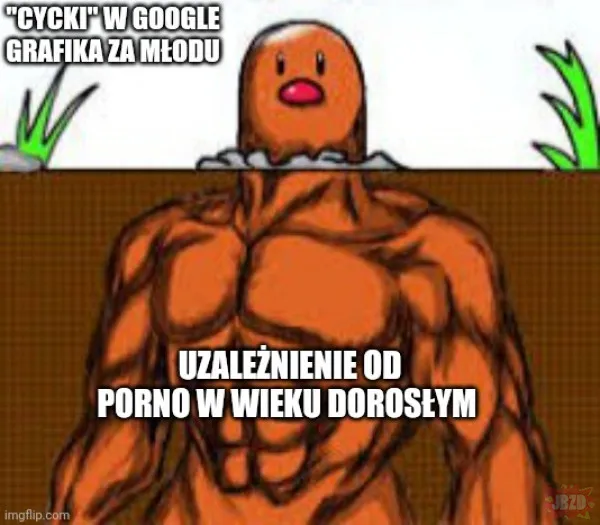 "CYCKI" W GOOGLE
GRAFIKA ZA MŁODU
UZALEŻNIENIE OD
PORNO W WIEKU DOROSŁYM
JBZD
imgflip.com